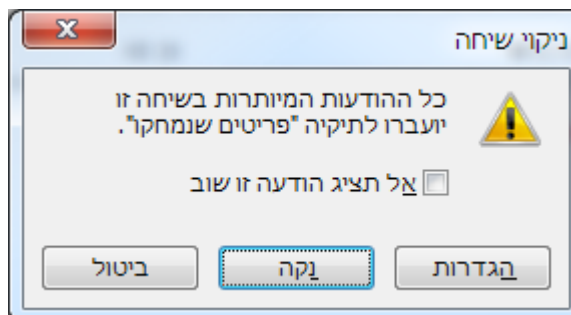 ניקוי שיחה
כל ההודעות המיותרות בשיחה זו
יועברו לתיקיה "פריטים שנמחקו".
אל תציג הודעה זו שוב
הגדרות
נקה
ביטול